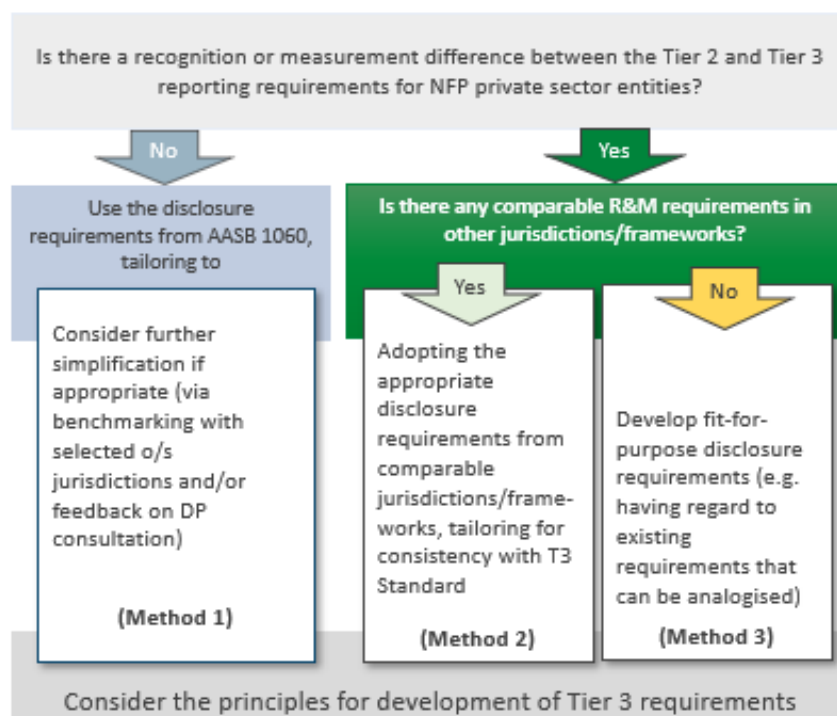 Is there a recognition or measurement difference between the Tier 2 and Tier 3
reporting requirements for NFP private sector entities?
No
Yes
Use the disclosure
requirements from AASB 1060,
tailoring to
Consider further
simplification if
appropriate (via
benchmarking with
selected o/s
jurisdictions and/or
feedback on DP
consultation)
(Method 1)
Is there any comparable R&M requirements in
other jurisdictions/frameworks?
Yes
No
Adopting the
appropriate
disclosure
requirements from
comparable
jurisdictions/frame-
works, tailoring for
consistency with T3
Standard
(Method 2)
Develop fit-for-
purpose disclosure
requirements (e.g.
having regard to
existing
requirements that
can be analogised)
(Method 3)
Consider the principles for development of Tier 3 requirements